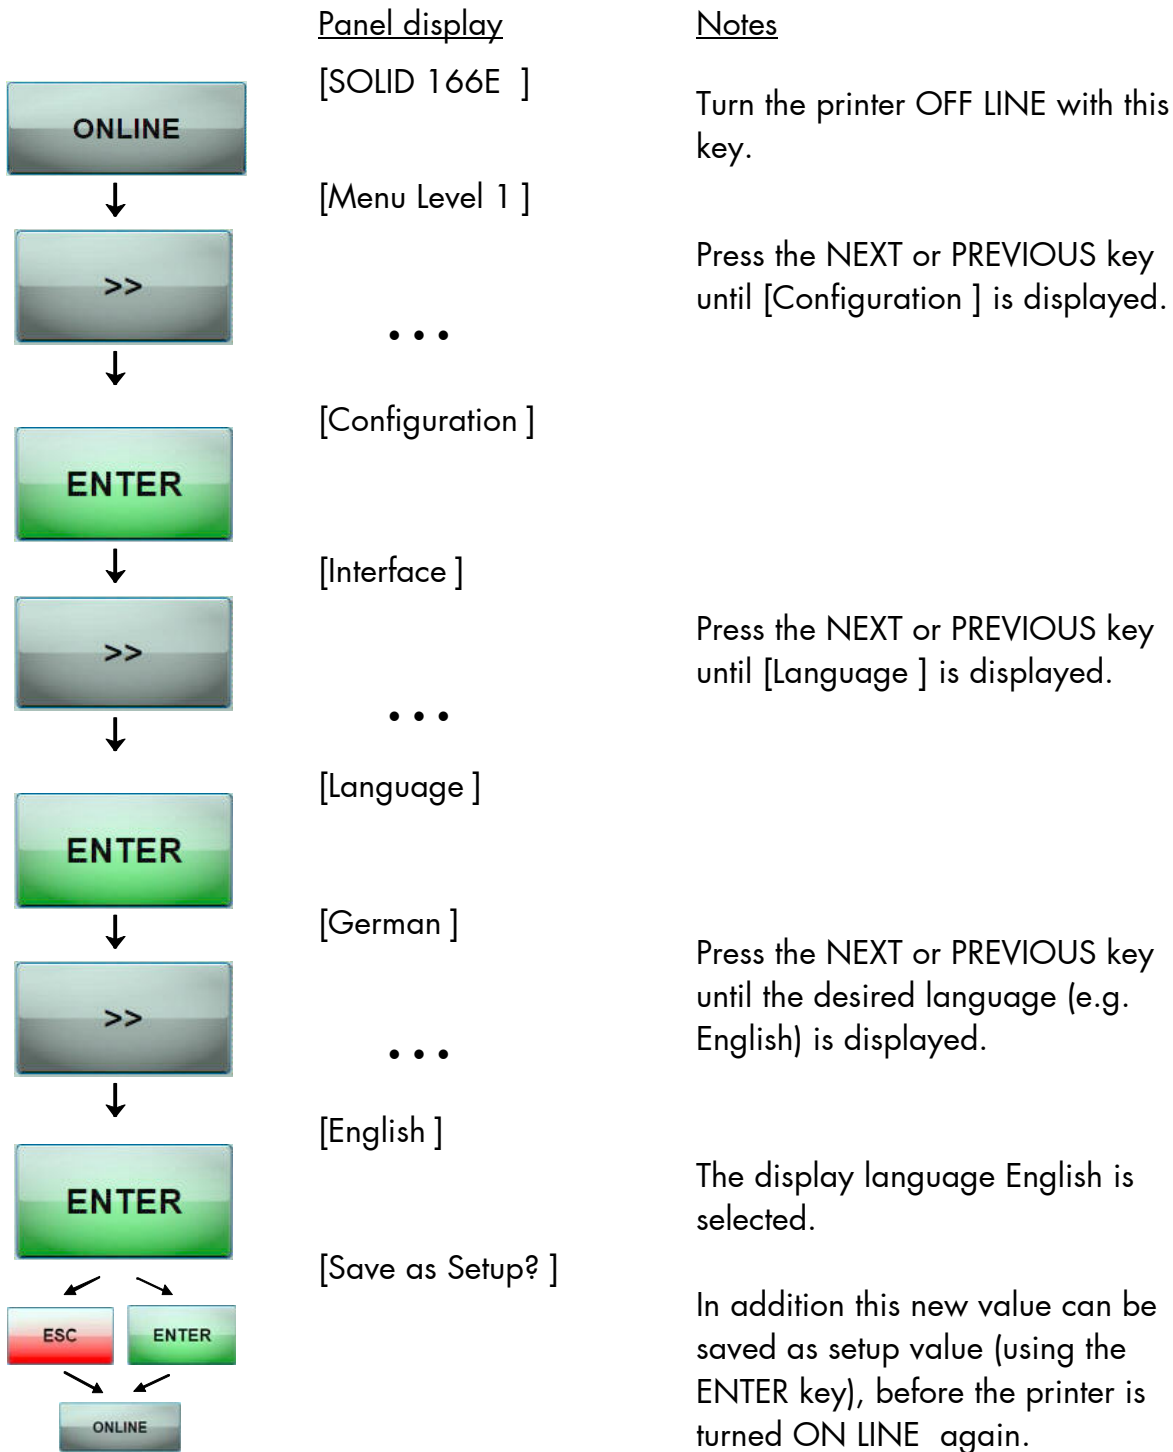 Panel display
Notes
[SOLID 166E  ]
ONLINE
Turn the printer OFF LINE with this
key.
[Menu Level 1 ]
>>
Press the NEXT or PREVIOUS key
until [Configuration ] is displayed.
• • •
[Configuration ]
ENTER
[Interface ]
>>
Press the NEXT or PREVIOUS key
until [Language ] is displayed.
• • •
[Language ]
ENTER
[German ]
>>
Press the NEXT or PREVIOUS key
until the desired language (e.g.
English) is displayed.
• • •
[English ]
ENTER
The display language English is
selected.
[Save as Setup? ]
ESC
ENTER
In addition this new value can be
saved as setup value (using the
ENTER key), before the printer is
turned ON LINE  again.
ONLINE